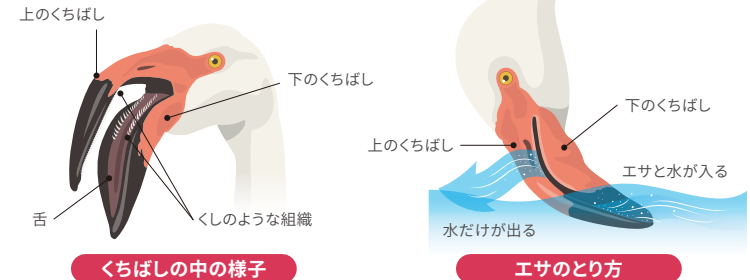 上のくちばし
下のくちばし
舌
くしのような組織
くちばしの中の様子
下のくちばし
上のくちばし
エサと水が入る
水だけが出る
エサのとり方